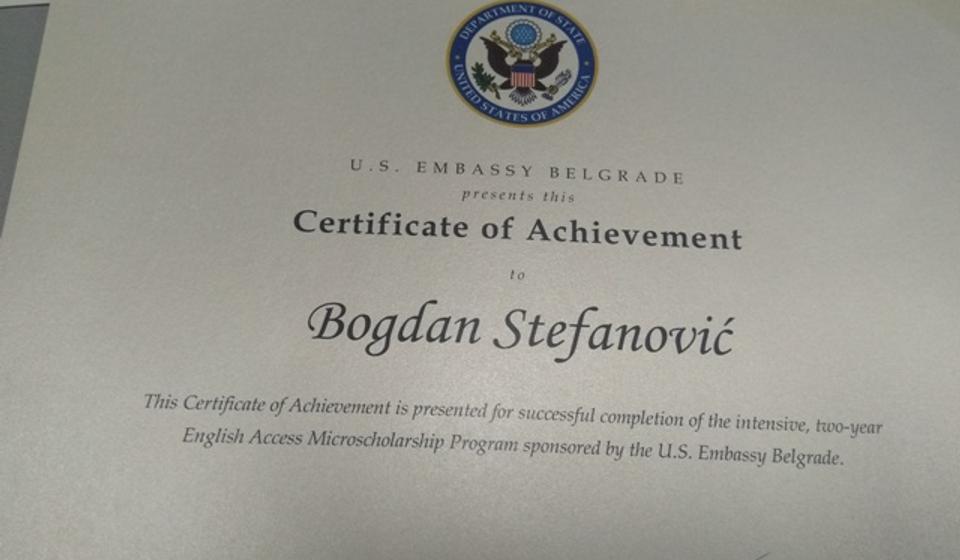 DEPARTMENT OF STATE
UNITED STATES OF AMERICA
U.S. EMBASSY BELGRADE
presents this
Certificate of Achievement
to
Bogdan Stefanović
This Certificate of Achievement is presented for successful completion of the intensive, two-year
English Access Microscholarship Program sponsored by the U.S. Embassy Belgrade.